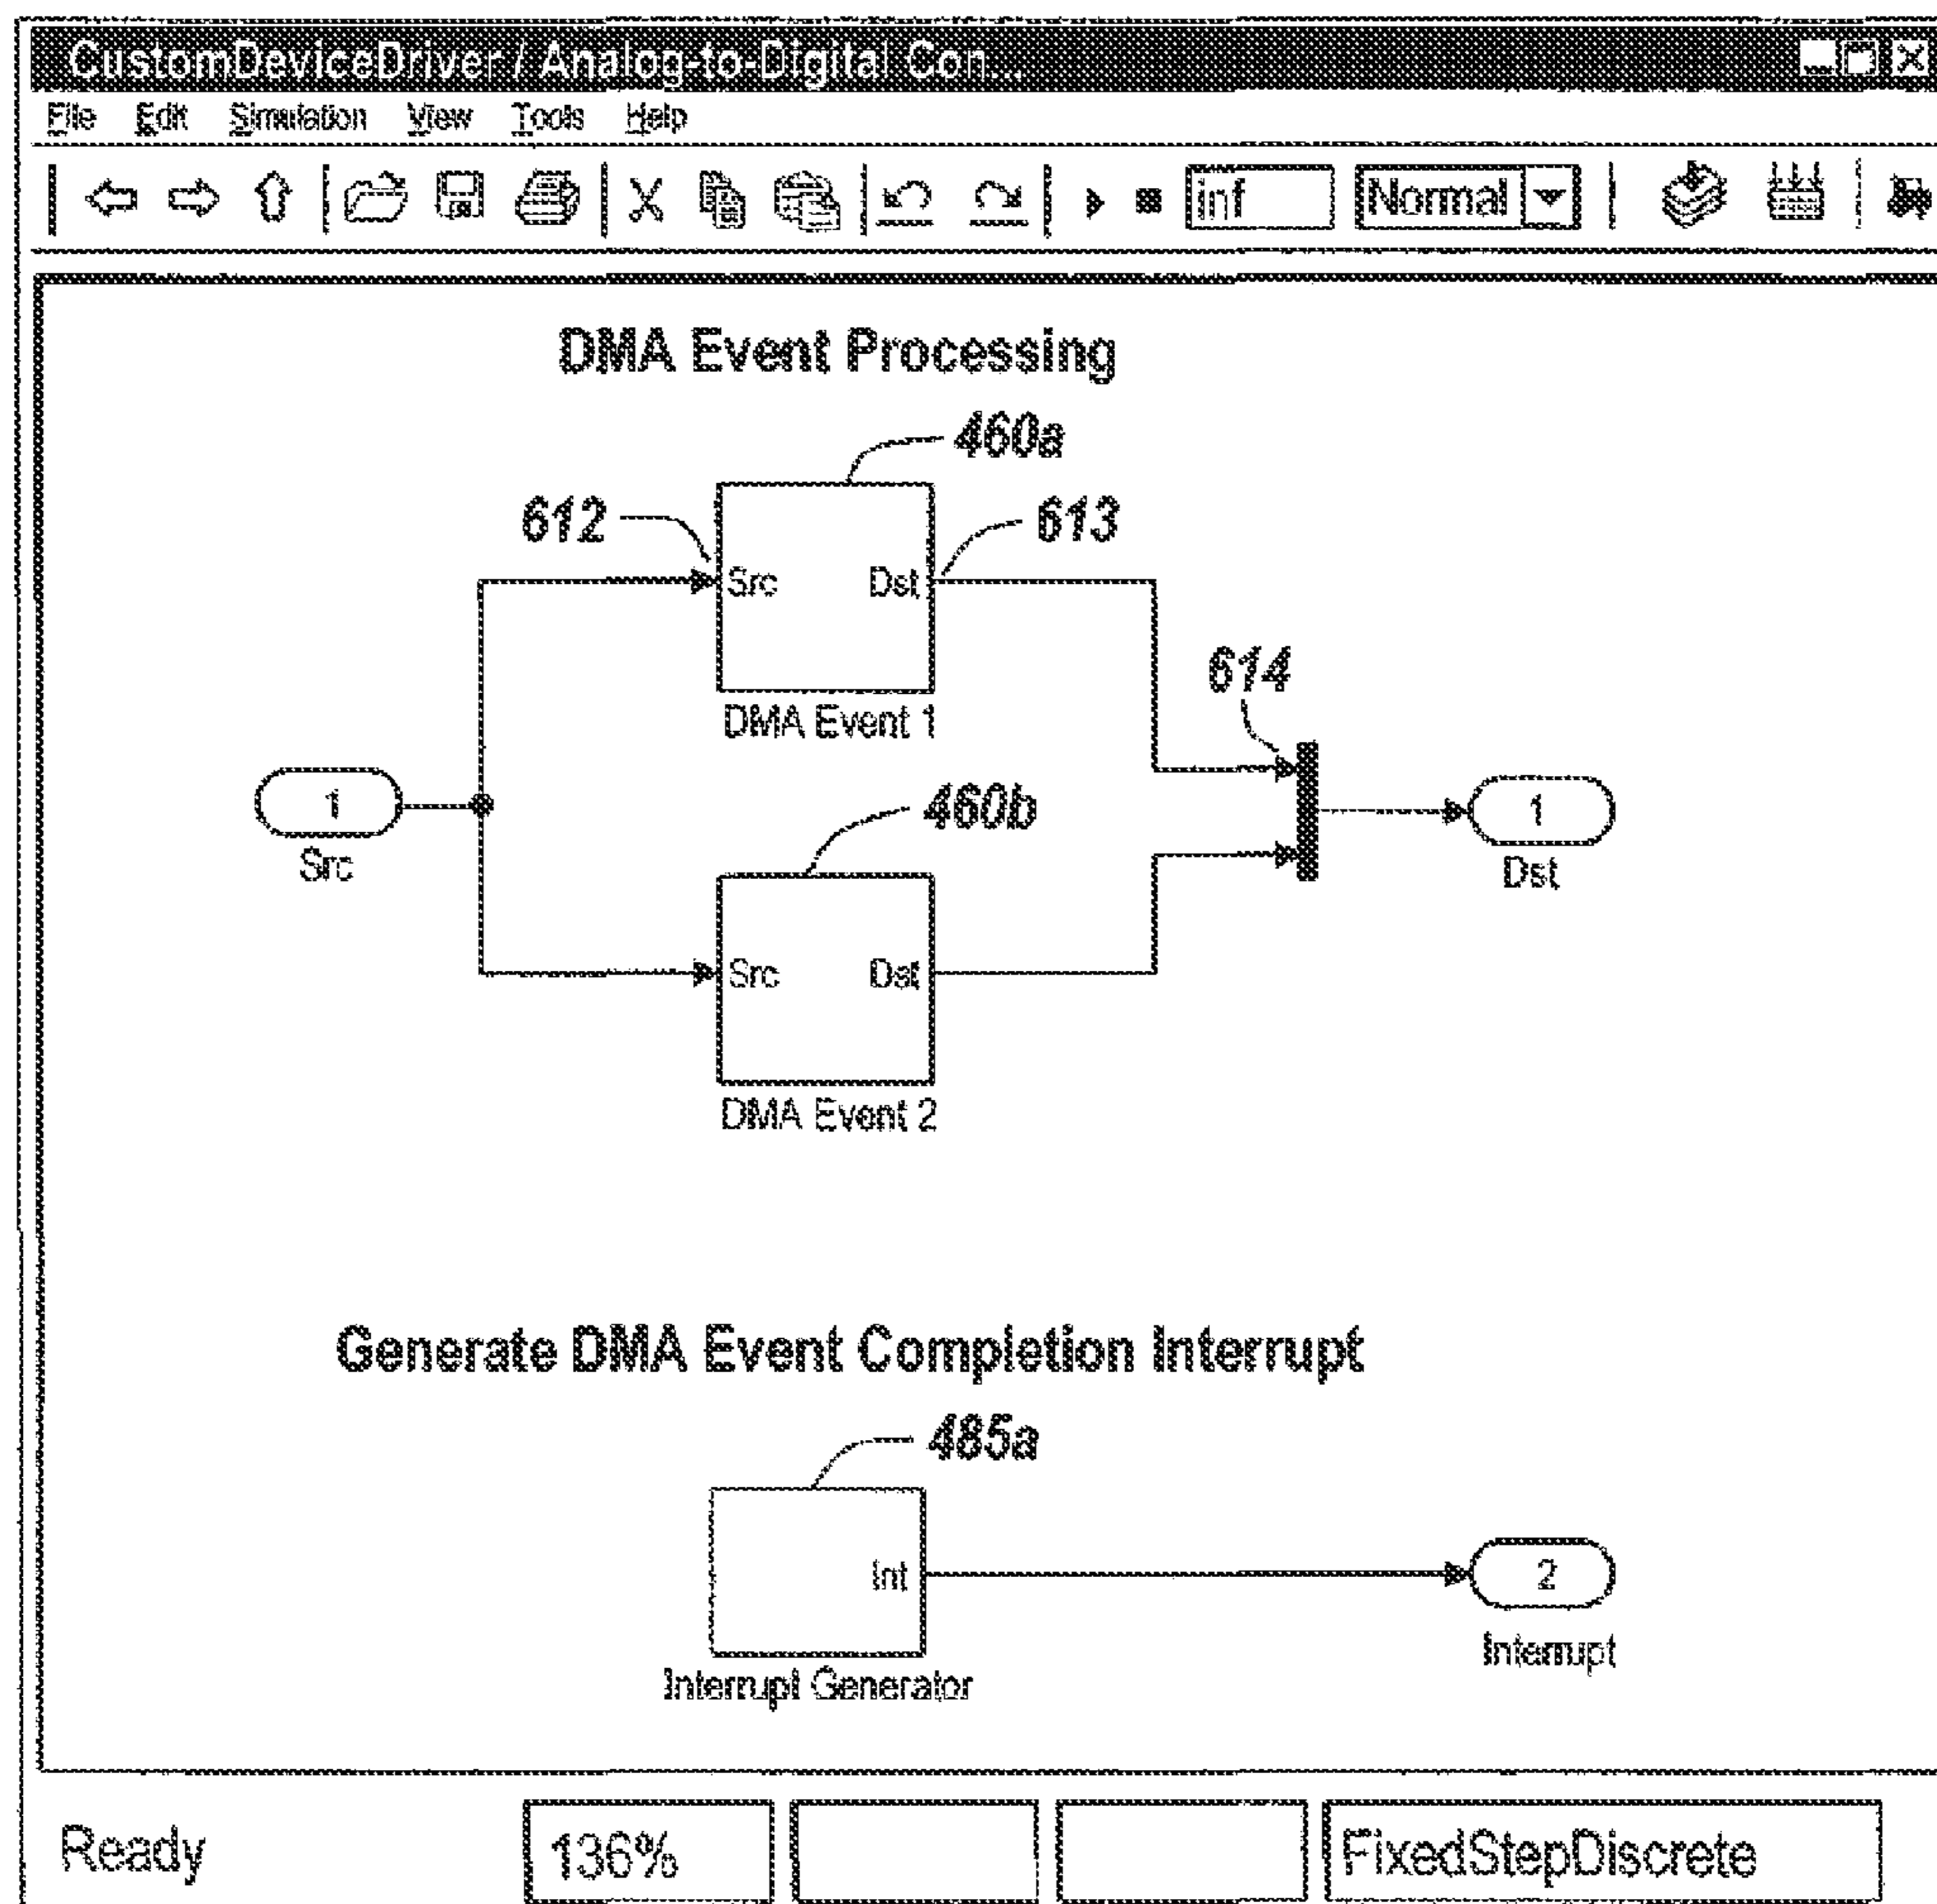 CustomDeviceDriver / Analog-to-Digital Con...
File Edit Simulation View Tools Help
inf Normal
DMA Event Processing
460a
612 613
Src Dst
DMA Event 1
614
1
Src
460b
1
Dst
Src Dst
DMA Event 2
Generate DMA Event Completion Interrupt
485a
Int
2
Interrupt
Interrupt Generator
Ready 136% FixedStepDiscrete